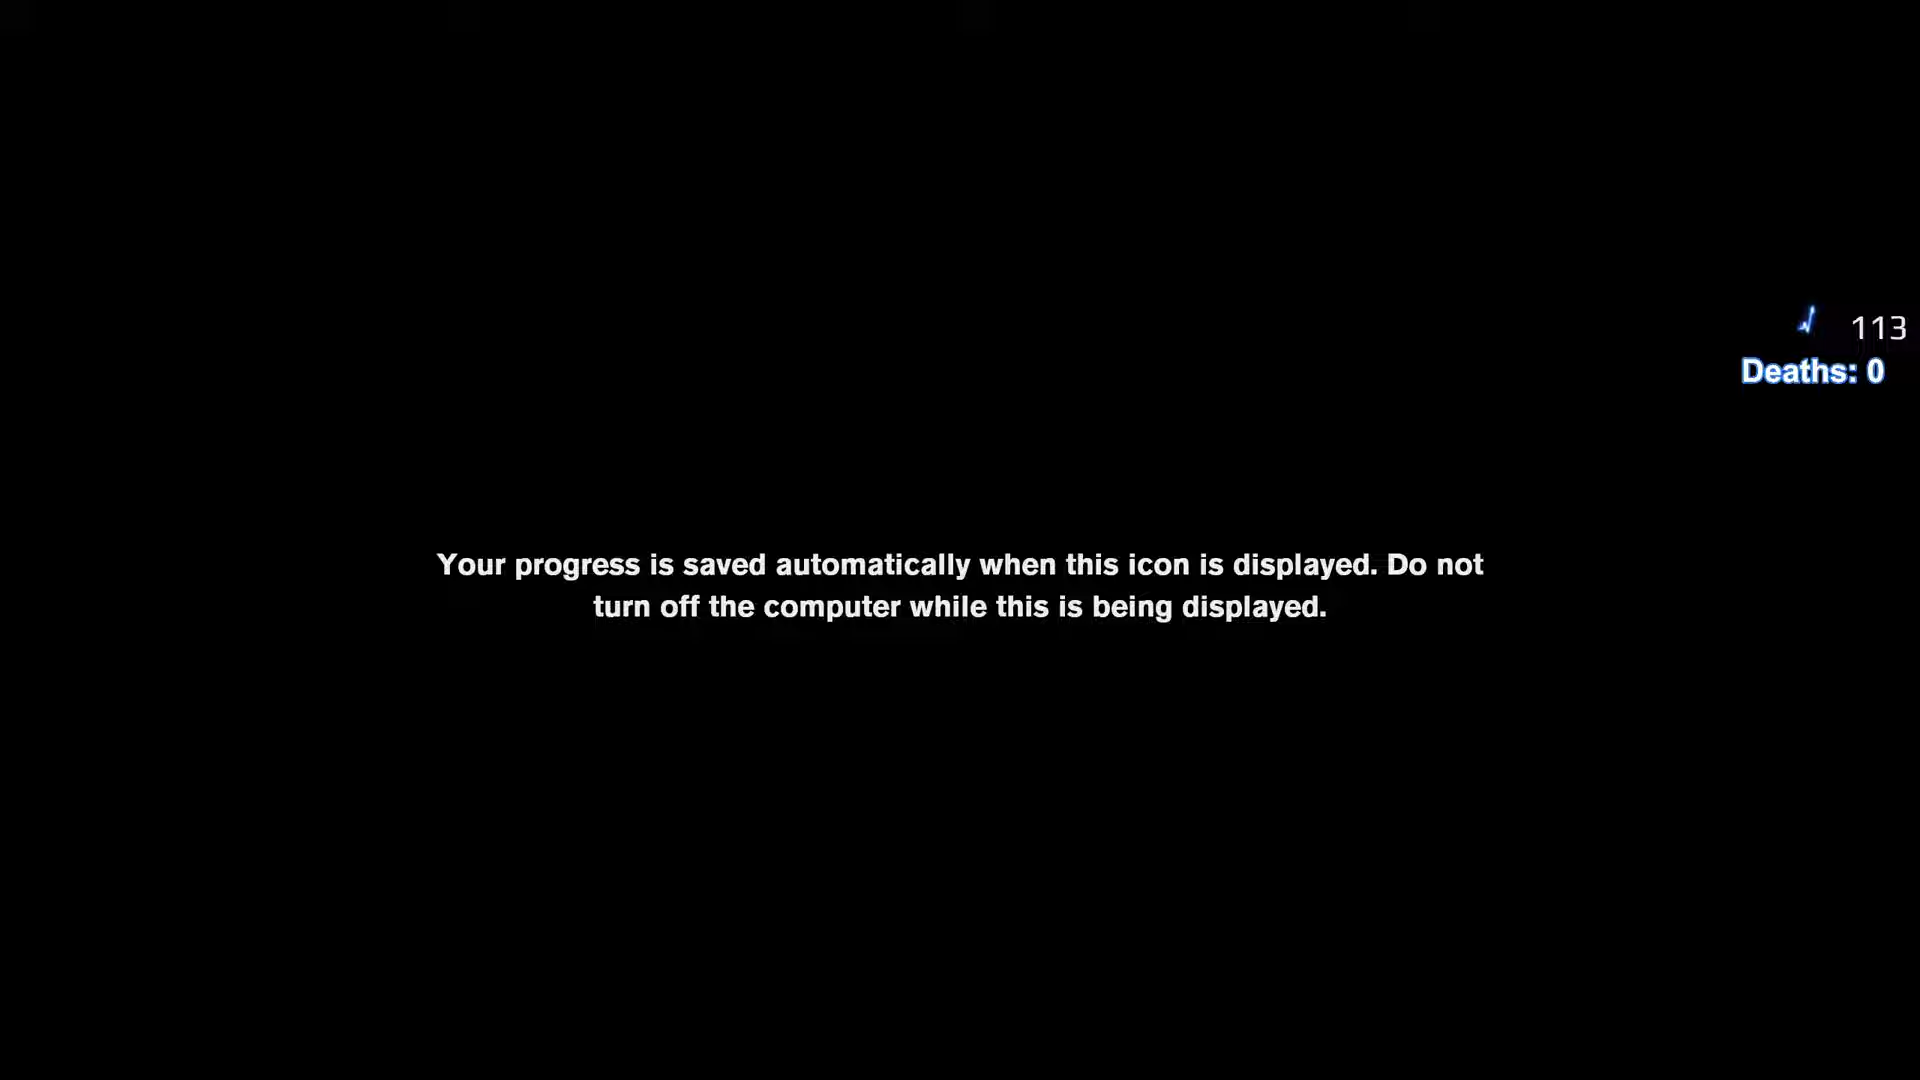 113
Deaths: 0
Your progress is saved automatically when this icon is displayed. Do not
turn off the computer while this is being displayed.